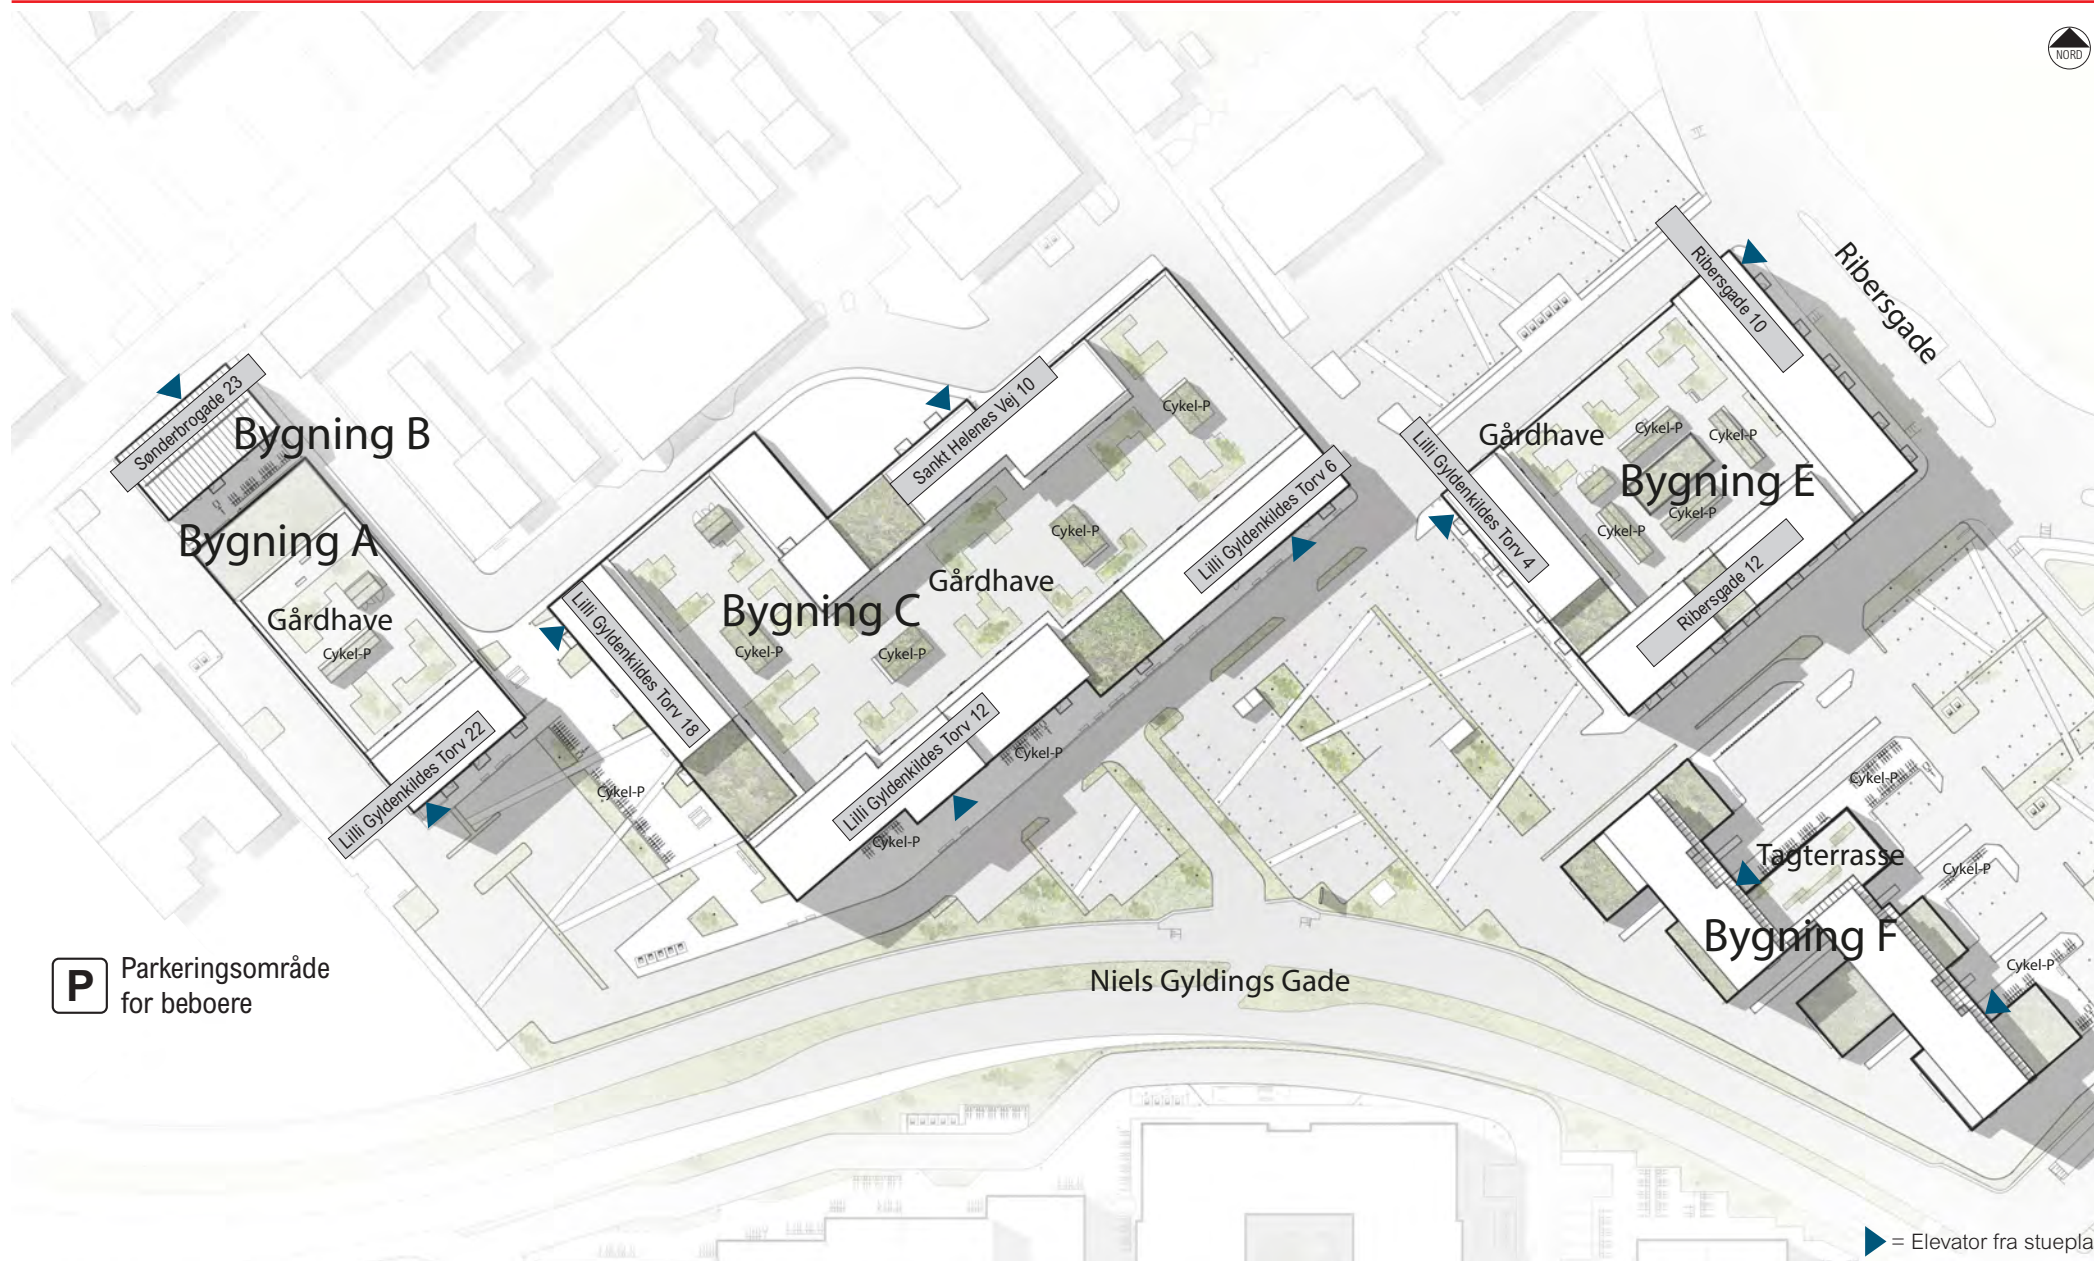 NORD
Ribersgade
Ribersgade 10
Sønderbrogade 23
Bygning B
Sankt Helenes Vej 10
Cykel-P
Lilli Gyldenkildes Torv 6
Lilli Gyldenkildes Torv 4
Gårdhave
Cykel-P
Cykel-P
Bygning E
Cykel-P
Cykel-P
Ribersgade 12
Bygning A
Gårdhave
Cykel-P
Cykel-P
Gårdhave
Bygning C
Cykel-P
Cykel-P
Lilli Gyldenkildes Torv 18
Lilli Gyldenkildes Torv 22
Lilli Gyldenkildes Torv 12
Cykel-P
Cykel-P
Cykel-P
Cykel-P
Tagterrasse
Cykel-P
Bygning F
Cykel-P
Niels Gyldings Gade
P
Parkeringsområde
for beboere
= Elevator fra stuepla